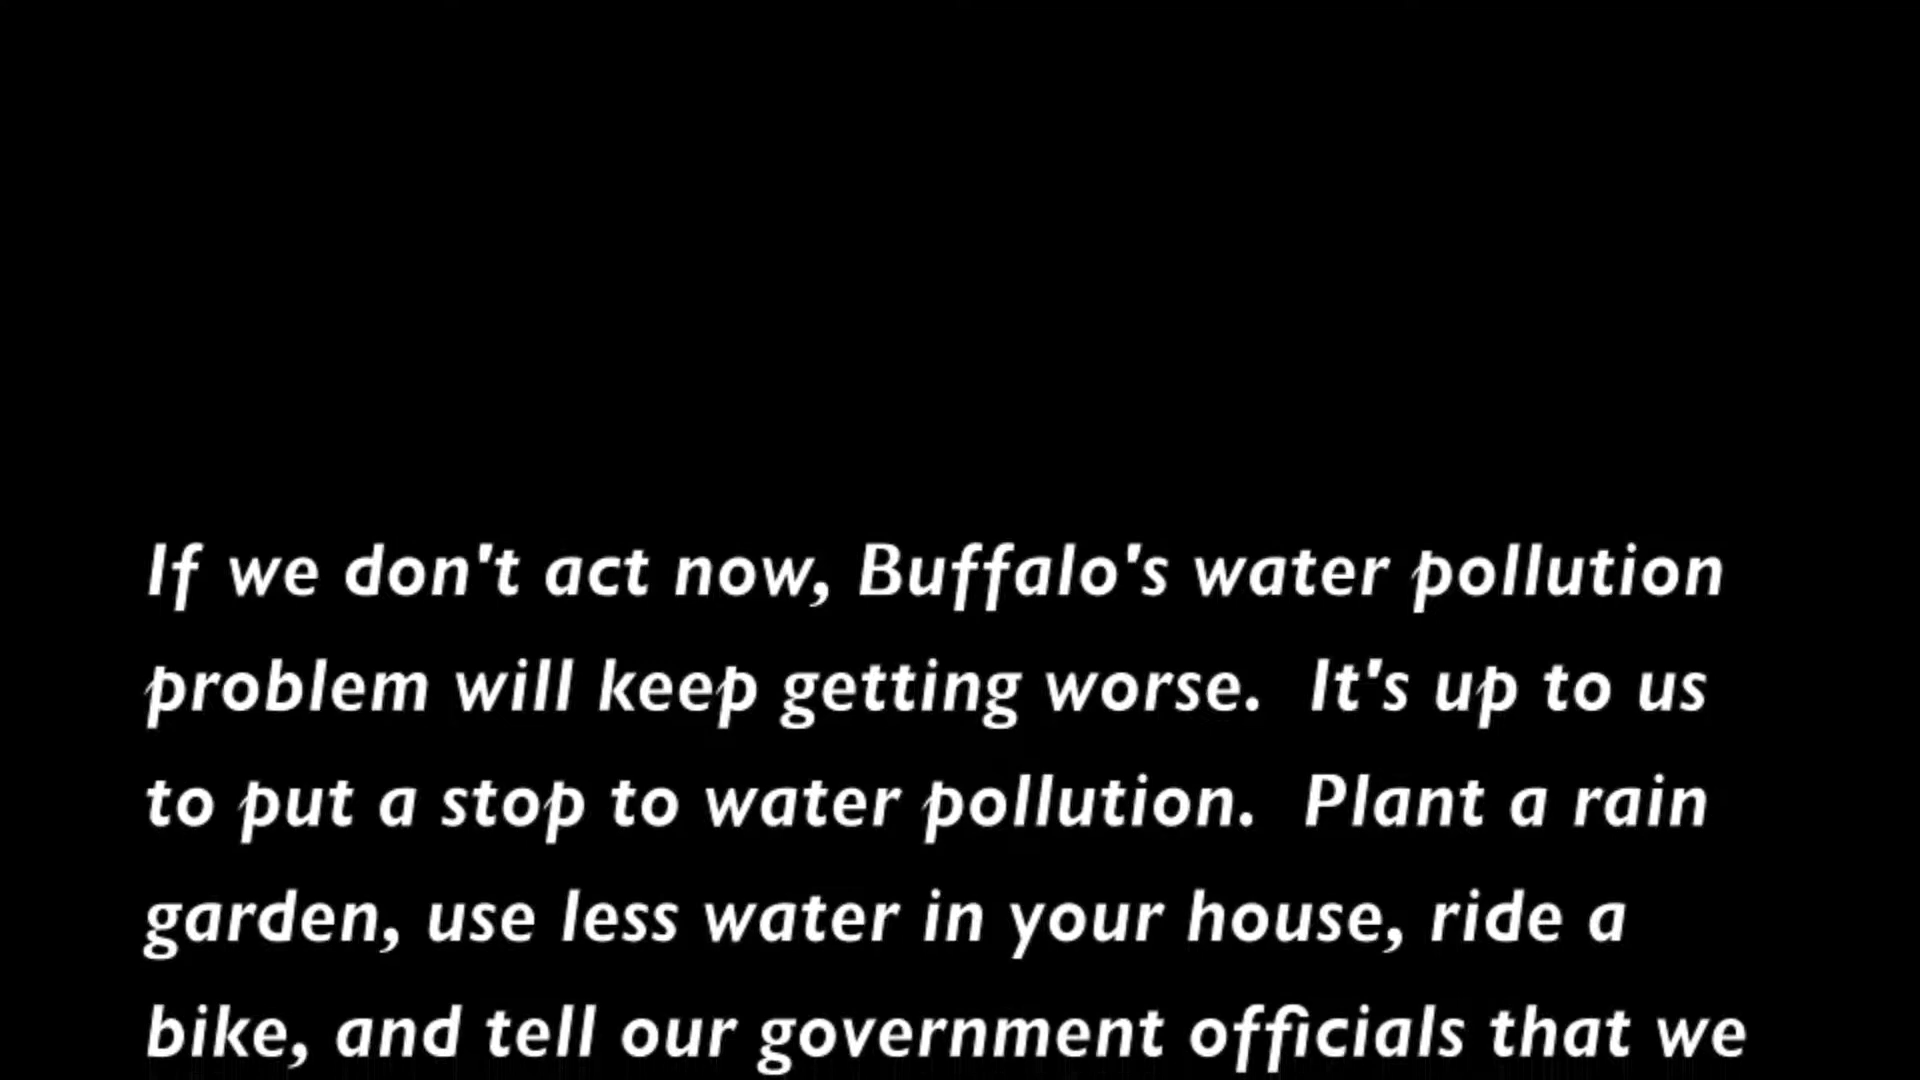 If we don't act now, Buffalo's water pollution
problem will keep getting worse.  It's up to us
to put a stop to water pollution.  Plant a rain
garden, use less water in your house, ride a
bike, and tell our government officials that we